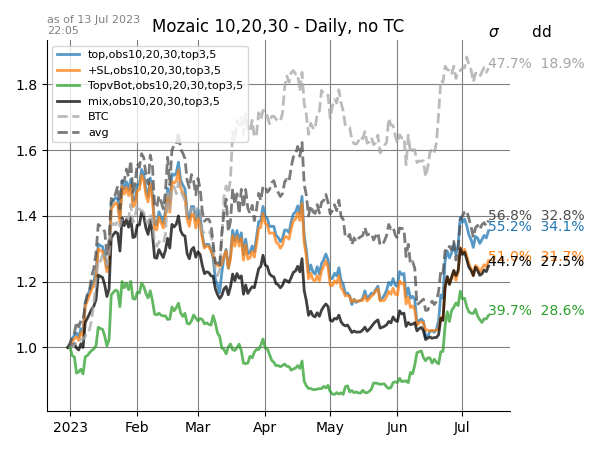 as of 13 Jul 2023
22:05
Mozaic 10,20,30 - Daily, no TC
σ dd
top,obs10,20,30,top3,5
+SL,obs10,20,30,top3,5
TopvBot,obs10,20,30,top3,5
mix,obs10,20,30,top3,5
BTC
avg
47.7% 18.9%
56.8% 32.8%
55.2% 34.1%
44.7% 27.5%
39.7% 28.6%
1.8
1.6
1.4
1.2
1.0
2023 Feb Mar Apr May Jun Jul